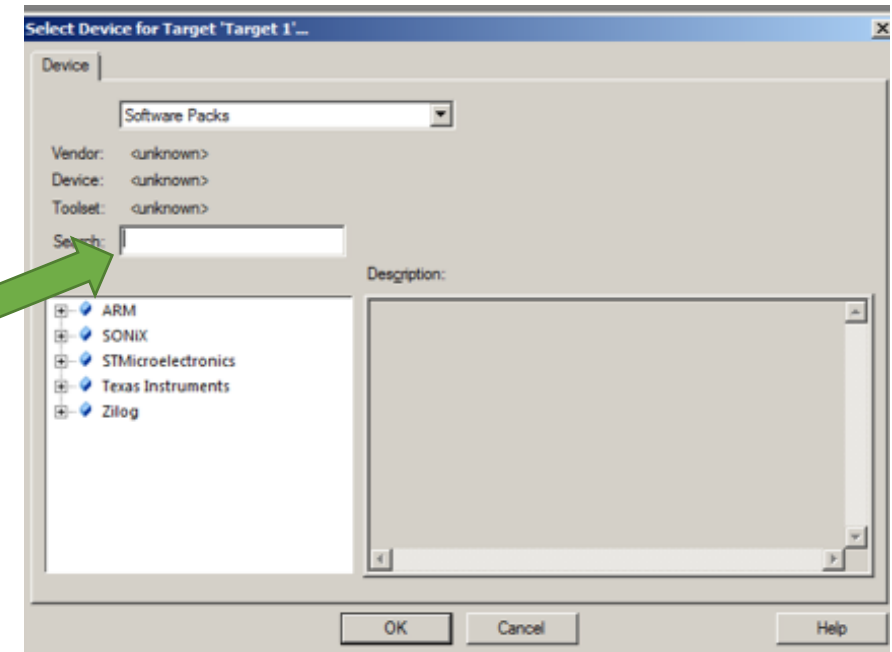 Select Device for Target 'Target 1'...
Device
Software Packs
Vendor: <unknown>
Device: <unknown>
Toolset: <unknown>
Search:
Description:
ARM
SONiX
STMicroelectronics
Texas Instruments
Zilog
OK Cancel Help